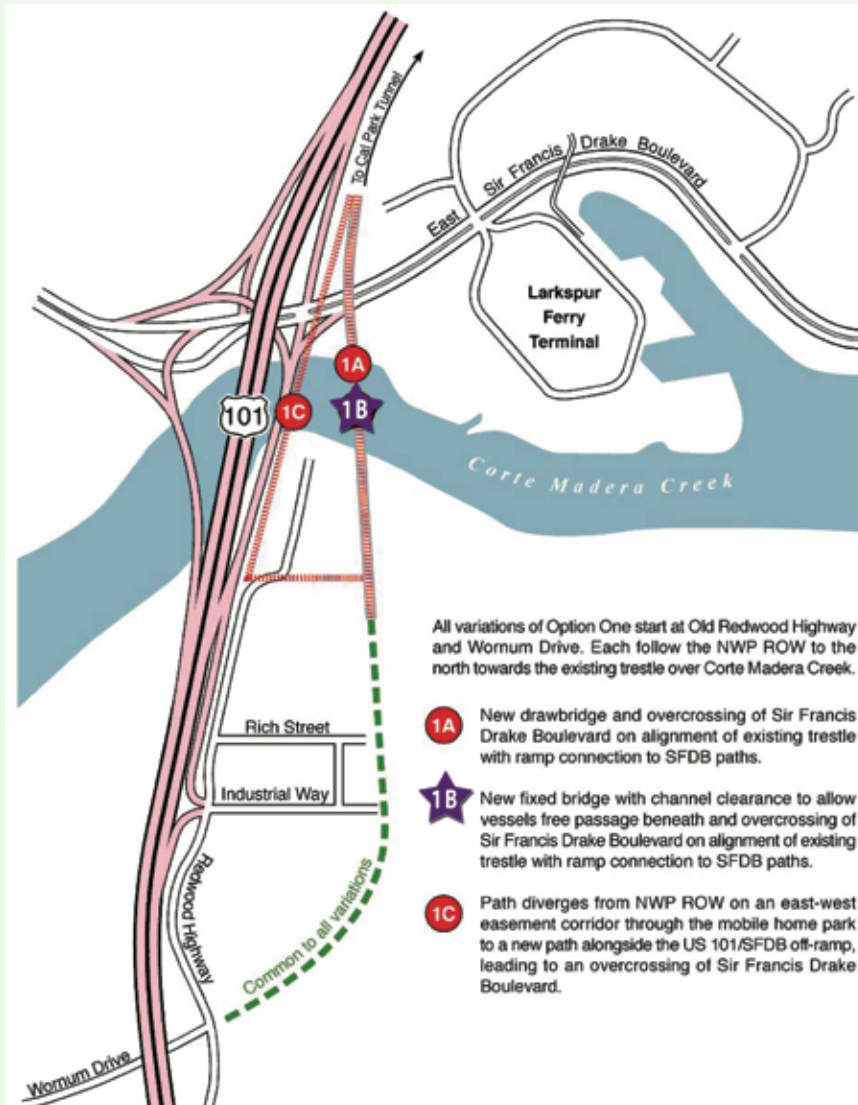 To Cal Park Tunnel
East Sir Francis Drake Boulevard
Larkspur
Ferry
Terminal
1A
101
1C
1B
Corte Madera Creek
All variations of Option One start at Old Redwood Highway
and Wornum Drive. Each follow the NWP ROW to the
north towards the existing trestle over Corte Madera Creek.
1A
New drawbridge and overcrossing of Sir Francis
Drake Boulevard on alignment of existing trestle
with ramp connection to SFDB paths.
1B
New fixed bridge with channel clearance to allow
vessels free passage beneath and overcrossing of
Sir Francis Drake Boulevard on alignment of existing
trestle with ramp connection to SFDB paths.
1C
Path diverges from NWP ROW on an east-west
easement corridor through the mobile home park
to a new path alongside the US 101/SFDB off-ramp,
leading to an overcrossing of Sir Francis Drake
Boulevard.
Rich Street
Industrial Way
Redwood Highway
Common to all variations
Wornum Drive